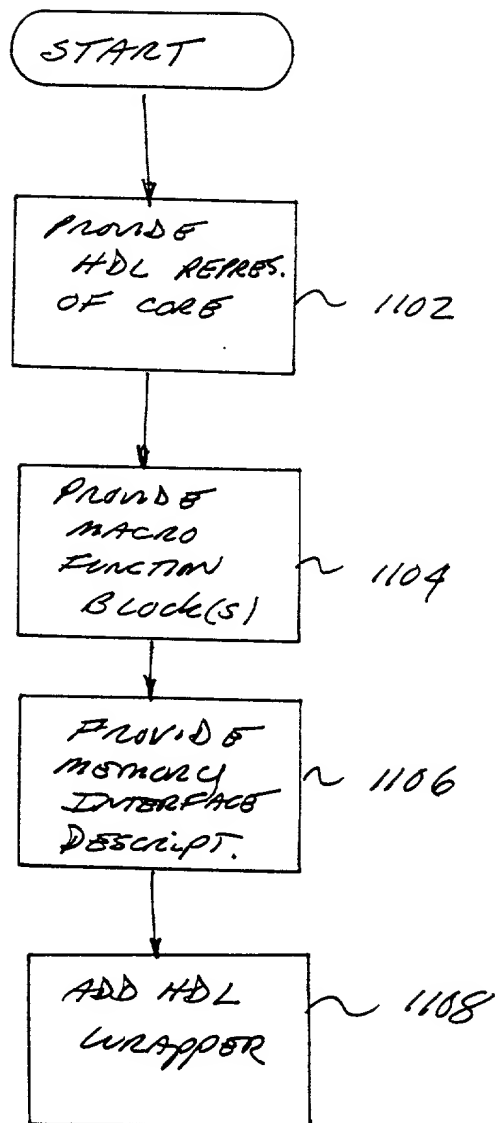 START
PROVIDE
HDL REPRES.
OF CORE
1102
PROVIDE
MACRO
FUNCTION
BLOCK(S)
1104
PROVIDE
MEMORY
INTERFACE
DESCRIPT.
1106
ADD HDL
WRAPPER
1108